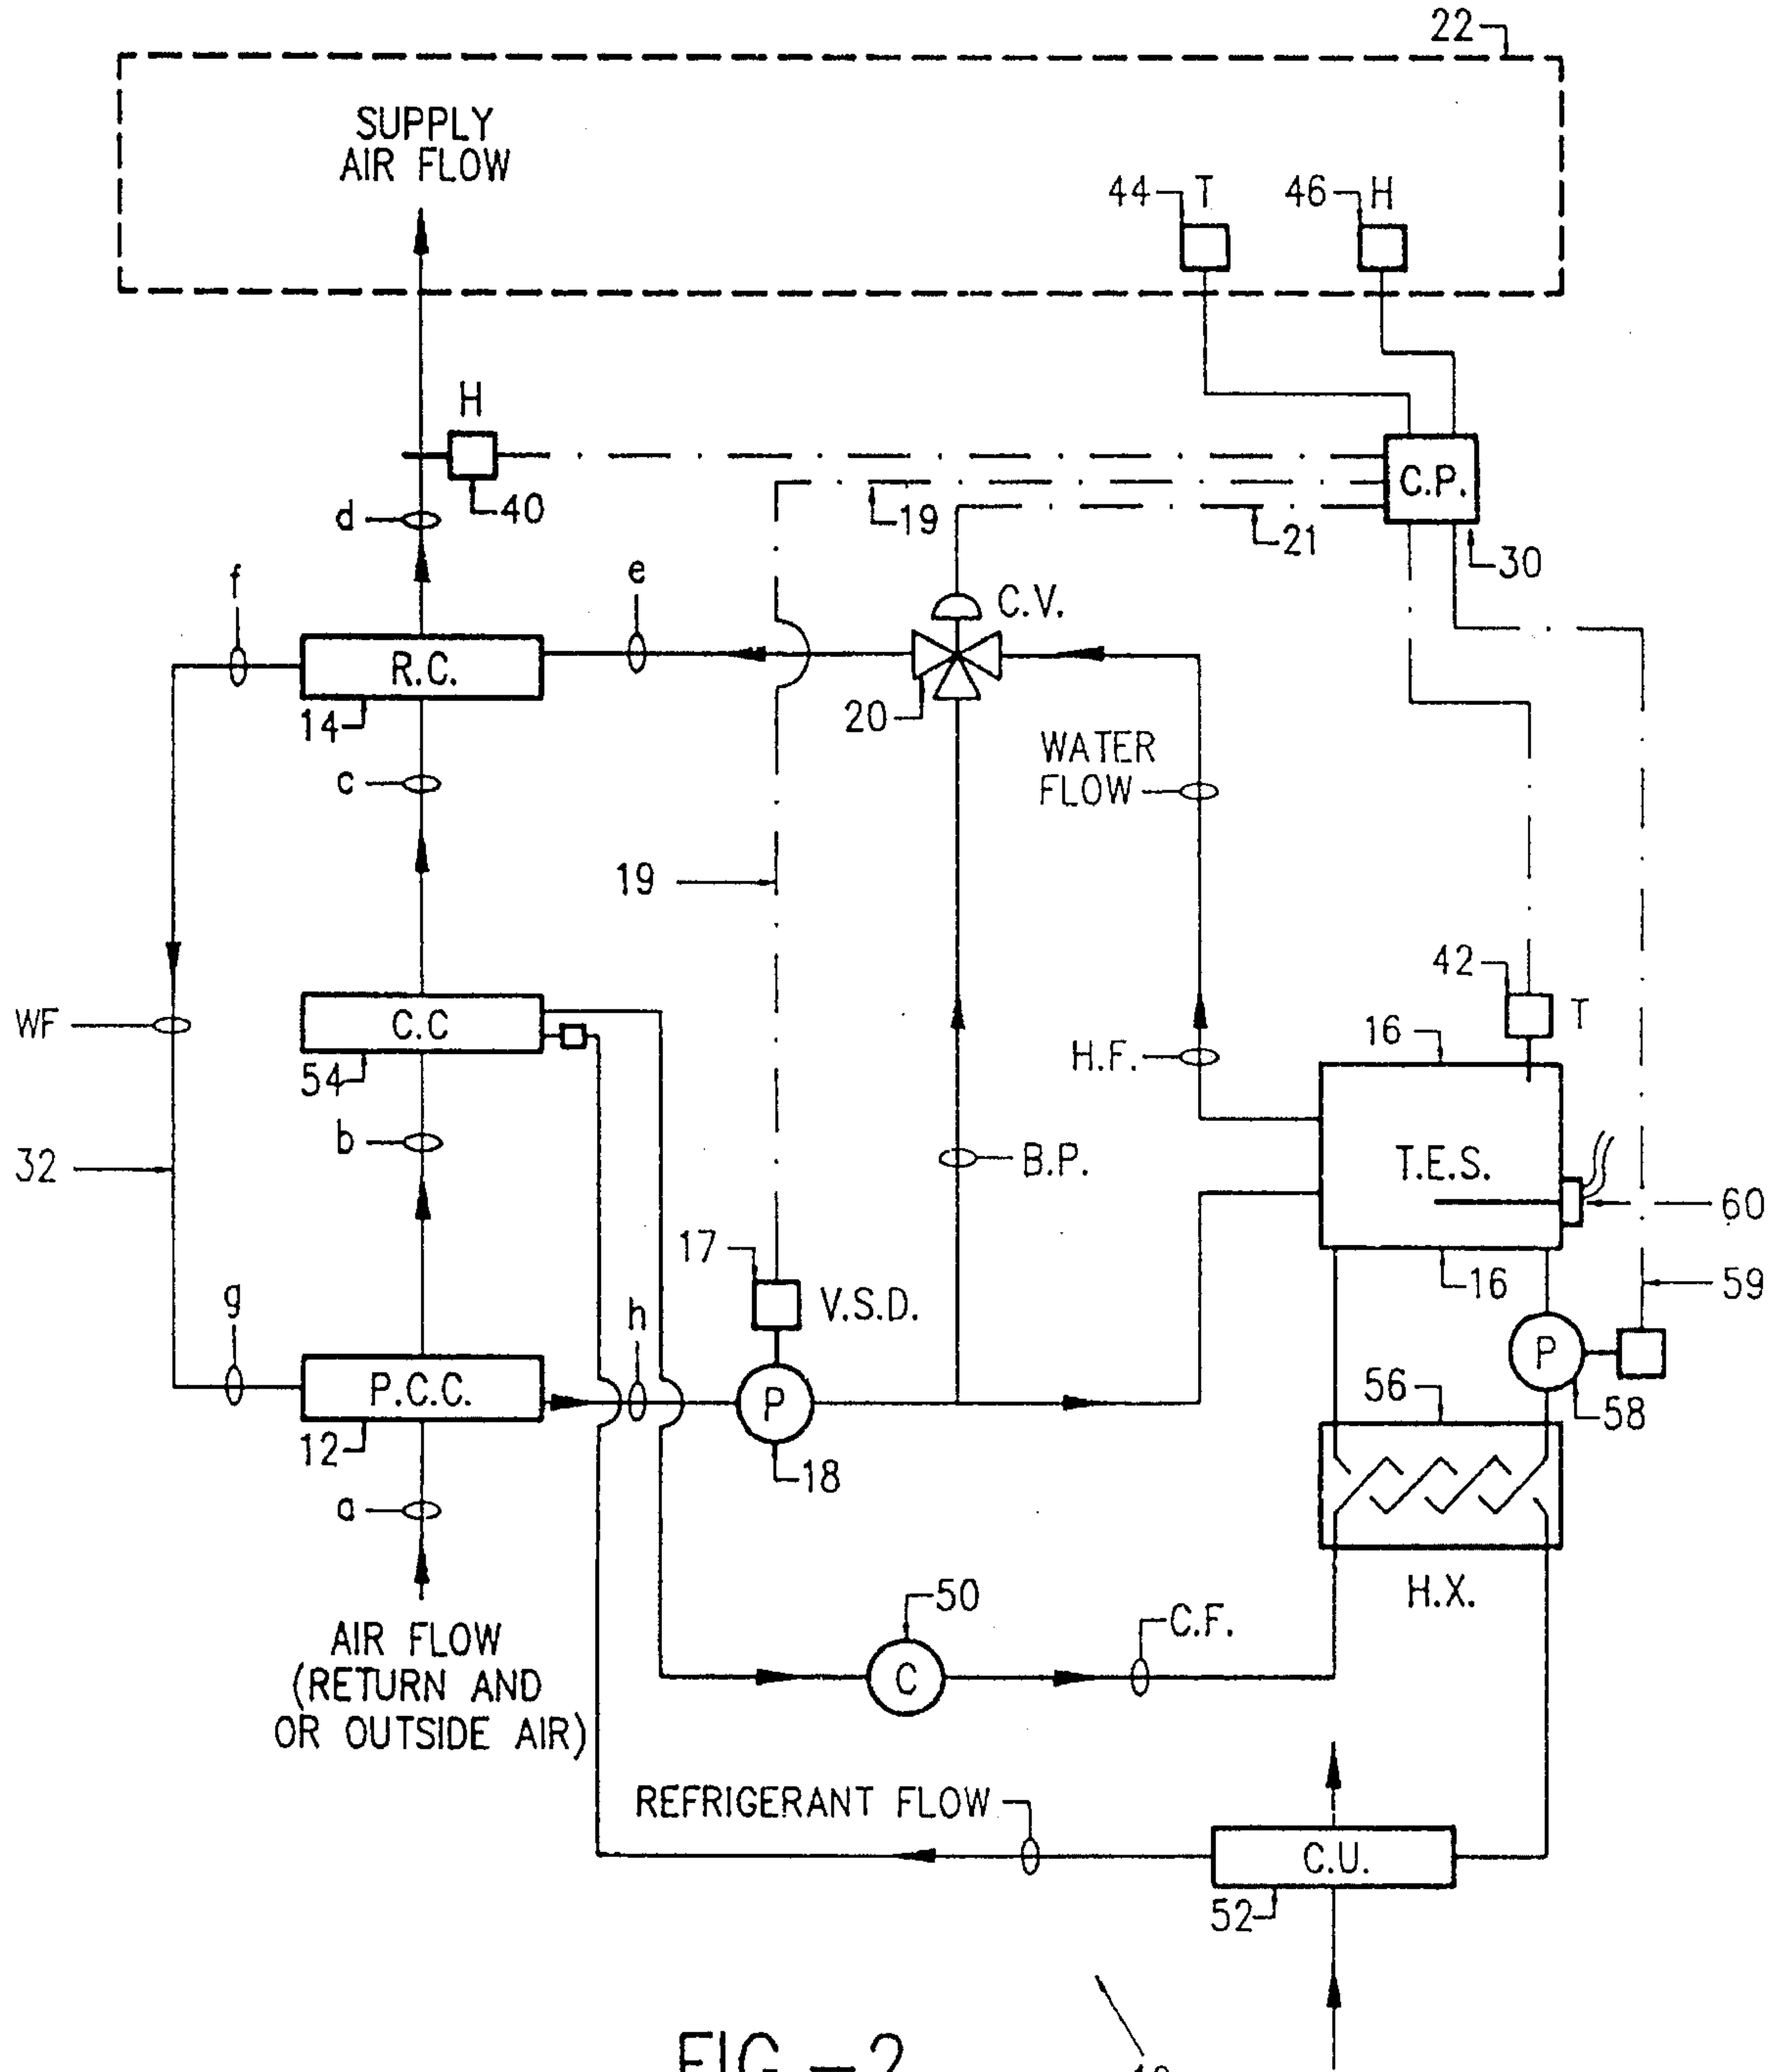 22
SUPPLY
AIR FLOW
44 T
46 H
H
40
C.P.
19
21
30
d
f
e
C.V.
R.C.
14
20
WATER
FLOW
c
19
42
T
WF
C.C
54
16
H.F.
b
B.P.
T.E.S.
32
60
17
V.S.D.
16
59
g
h
P.C.C.
P
P
12
56
58
18
a
H.X.
50
C.F.
AIR FLOW
(RETURN AND
OR OUTSIDE AIR)
C
REFRIGERANT FLOW
C.U.
52
FIG.-2